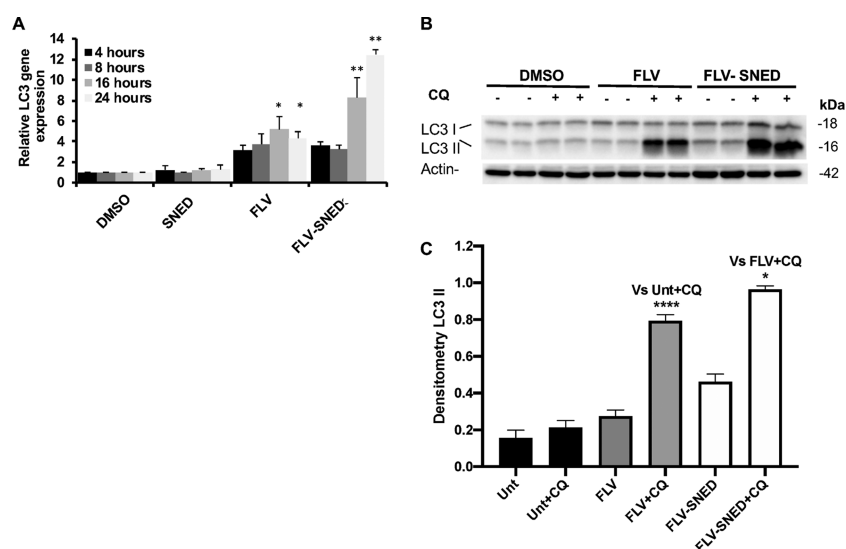 A
Relative LC3 gene
expression
14
12
10
8
6
4
2
0
4 hours
8 hours
16 hours
24 hours
*
*
**
**
DMSO
SNED
FLV
FLV-SNED
B
DMSO
FLV
FLV- SNED
CQ
- - + + - - + + - - + +
kDa
LC3 I
-18
LC3 II
-16
Actin-
-42
C
Densitometry LC3 II
1.2
1.0
0.8
0.6
0.4
0.2
0.0
Vs Unt+CQ
****
Vs FLV+CQ
*
Unt
Unt+CQ
FLV
FLV+CQ
FLV-SNED
FLV-SNED+CQ